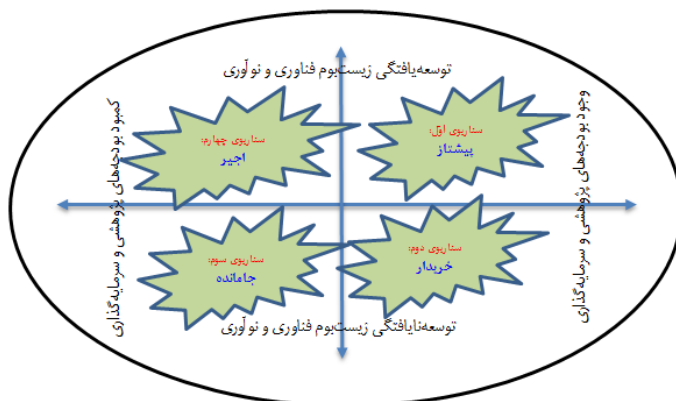 توسعه‌یافتگی زیست‌بوم فناوری و نوآوری
وجود بودجه‌های پژوهشی و سرمایه‌گذاری
سناریوی اوّل:
پیشتاز
سناریوی چهارم:
اجیر
کمبود بودجه‌های پژوهشی و سرمایه‌گذاری
سناریوی دوم:
خریدار
سناریوی سوم:
جامانده
توسعه‌نایافتگی زیست‌بوم فناوری و نوآوری